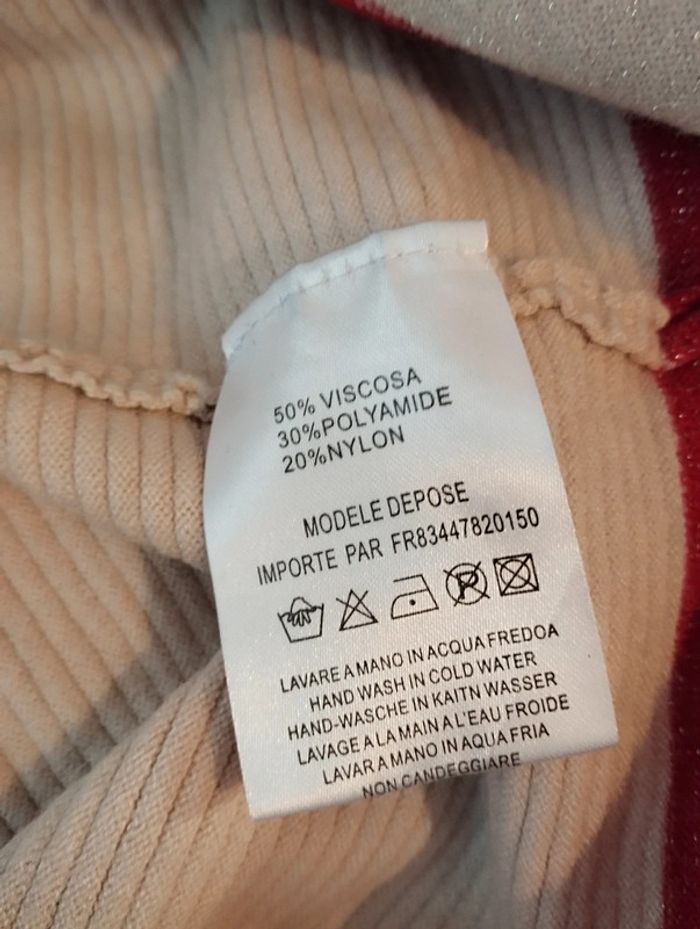 50% VISCOSA
30%POLYAMIDE
20%NYLON
MODELE DEPOSE
IMPORTE PAR FR83447820150
P
LAVARE A MANO IN ACQUA FREDOA
HAND WASH IN COLD WATER
HAND-WASCHE IN KAITN WASSER
LAVAGE A LA MAIN A L'EAU FROIDE
LAVAR A MANO IN AQUA FRIA
NON CANDEGGIARE